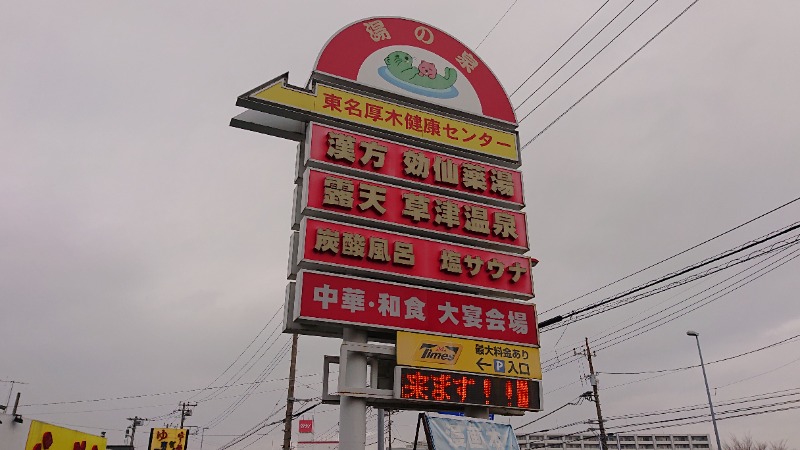 湯の泉
東名厚木健康センター
漢方 効仙薬湯
露天 草津温泉
炭酸風呂 塩サウナ
中華・和食 大宴会場
Times
最大料金あり
←P入口
来ます!!